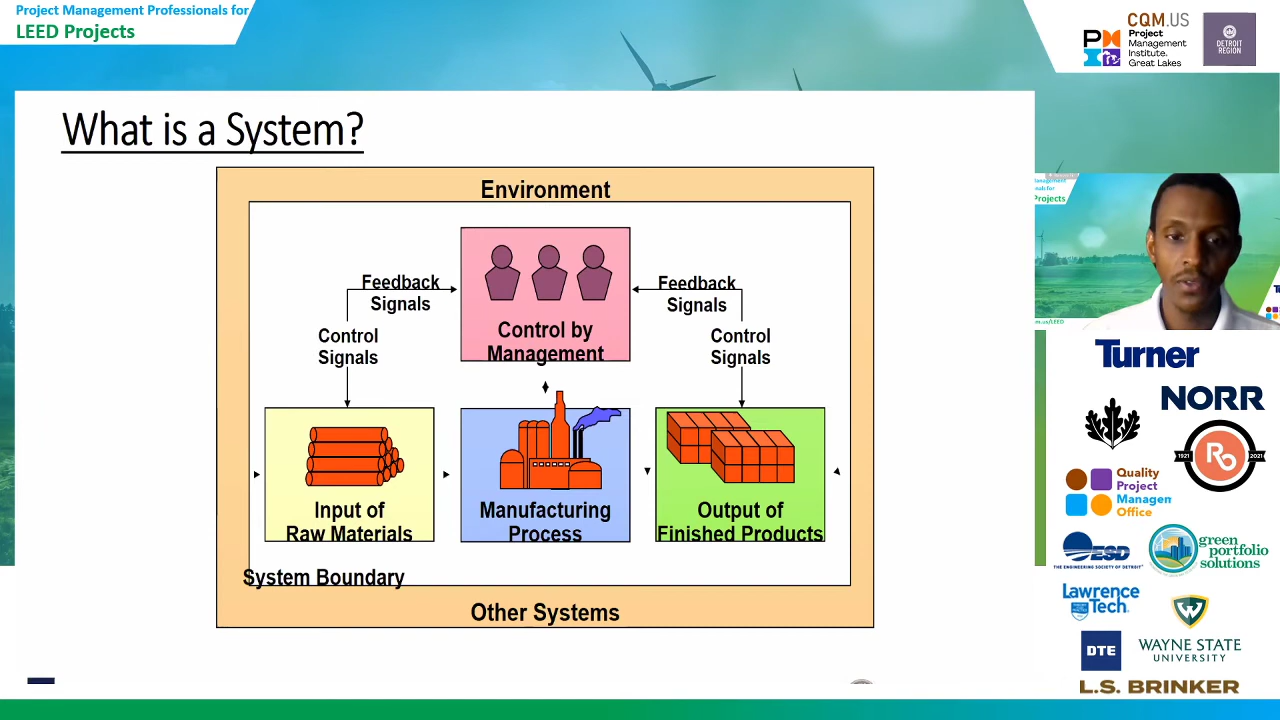 Project Management Professionals for
LEED Projects
CQM.US
Project
Management
Institute.
Great Lakes
DETROIT
REGION
What is a System?
Environment
Feedback
Signals
Feedback
Signals
Control
Signals
Control
Signals
Control by
Management
Input of
Raw Materials
Manufacturing
Process
Output of
Finished Products
System Boundary
Other Systems
Projects
Turner
NORR
1921
Ro
2021
Quality
Project
Managen
Office
ESD
THE ENGINEERING SOCIETY OF DETROIT
green
portfolio
solutions
Lawrence
Tech
W
DTE
WAYNE STATE
UNIVERSITY
L.S. BRINKER